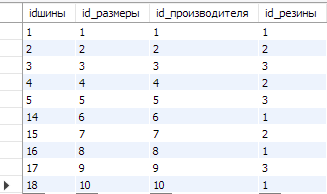 idшины id_размеры id_производителя id_резины
1 1 1 1
2 2 2 2
3 3 3 3
4 4 4 2
5 5 5 3
14 6 6 1
15 7 7 2
16 8 8 1
17 9 9 3
18 10 10 1